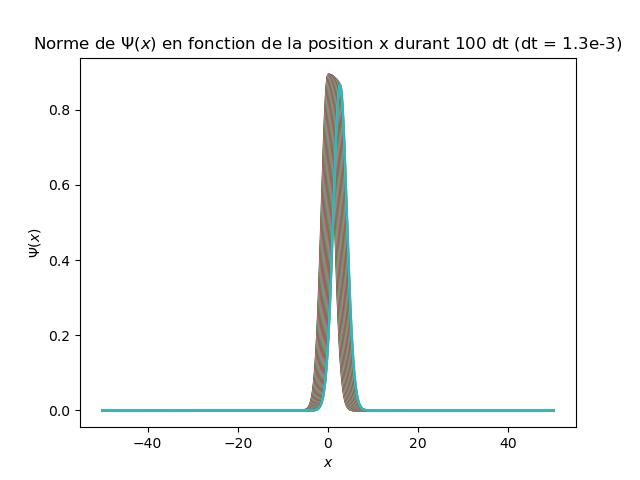 Norme de Ψ(x) en fonction de la position x durant 100 dt (dt = 1.3e-3)
Ψ(x)
0.8
0.6
0.4
0.2
0.0
−40 −20 0 20 40
x